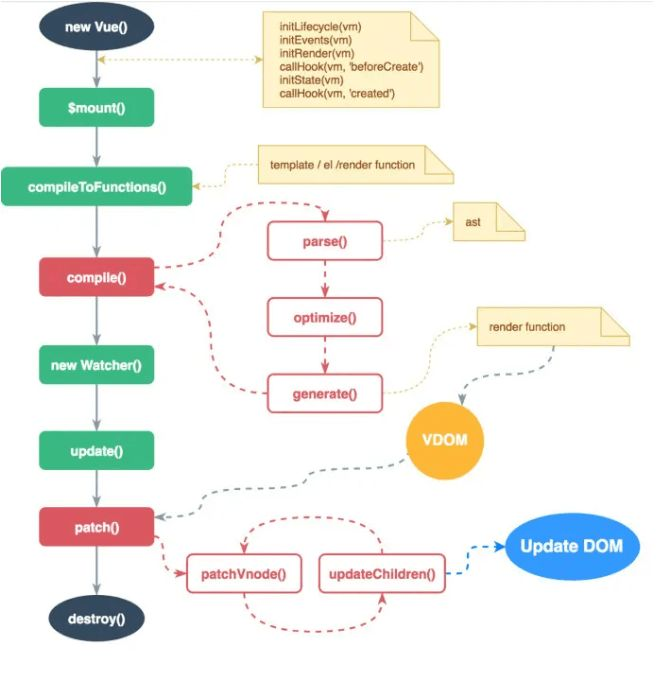 new Vue()
initLifecycle(vm)
initEvents(vm)
initRender(vm)
callHook(vm, 'beforeCreate')
initState(vm)
callHook(vm, 'created')
$mount()
template / el /render function
compileToFunctions()
ast
parse()
compile()
optimize()
render function
new Watcher()
generate()
VDOM
update()
patch()
Update DOM
patchVnode()
updateChildren()
destroy()